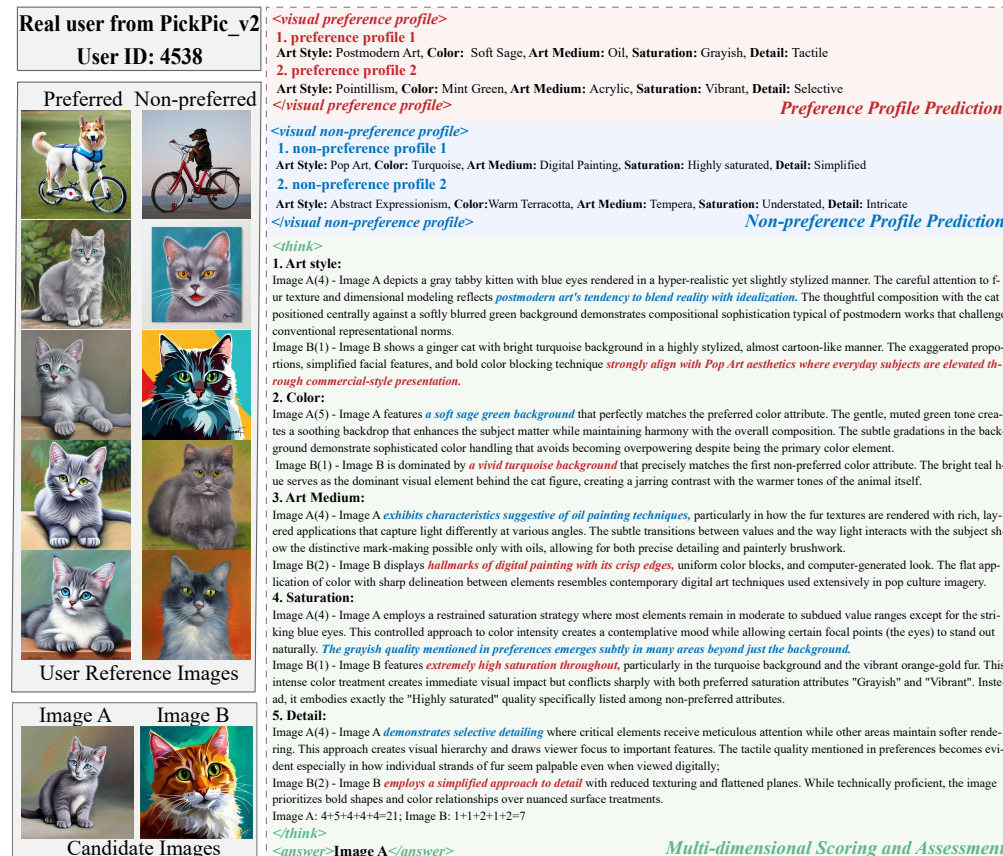 Real user from PickPic_v2
User ID: 4538
Preferred Non-preferred
User Reference Images
Image A Image B
Candidate Images
<visual preference profile>
1. preference profile 1
Art Style: Postmodern Art, Color: Soft Sage, Art Medium: Oil, Saturation: Grayish, Detail: Tactile
2. preference profile 2
Art Style: Pointillism, Color: Mint Green, Art Medium: Acrylic, Saturation: Vibrant, Detail: Selective
</visual preference profile>
Preference Profile Prediction
<visual non-preference profile>
1. non-preference profile 1
Art Style: Pop Art, Color: Turquoise, Art Medium: Digital Painting, Saturation: Highly saturated, Detail: Simplified
2. non-preference profile 2
Art Style: Abstract Expressionism, Color:Warm Terracotta, Art Medium: Tempera, Saturation: Understated, Detail: Intricate
</visual non-preference profile>
Non-preference Profile Prediction
<think>
1. Art style:
Image A(4) - Image A depicts a gray tabby kitten with blue eyes rendered in a hyper-realistic yet slightly stylized manner. The careful attention to f-
ur texture and dimensional modeling reflects postmodern art's tendency to blend reality with idealization. The thoughtful composition with the cat
positioned centrally against a softly blurred green background demonstrates compositional sophistication typical of postmodern works that challenge
conventional representational norms.
Image B(1) - Image B shows a ginger cat with bright turquoise background in a highly stylized, almost cartoon-like manner. The exaggerated propo-
rtions, simplified facial features, and bold color blocking technique strongly align with Pop Art aesthetics where everyday subjects are elevated th-
rough commercial-style presentation.
2. Color:
Image A(5) - Image A features a soft sage green background that perfectly matches the preferred color attribute. The gentle, muted green tone crea-
tes a soothing backdrop that enhances the subject matter while maintaining harmony with the overall composition. The subtle gradations in the back-
ground demonstrate sophisticated color handling that avoids becoming overpowering despite being the primary color element.
Image B(1) - Image B is dominated by a vivid turquoise background that precisely matches the first non-preferred color attribute. The bright teal h-
ue serves as the dominant visual element behind the cat figure, creating a jarring contrast with the warmer tones of the animal itself.
3. Art Medium:
Image A(4) - Image A exhibits characteristics suggestive of oil painting techniques, particularly in how the fur textures are rendered with rich, lay-
ered applications that capture light differently at various angles. The subtle transitions between values and the way light interacts with the subject sh-
ow the distinctive mark-making possible only with oils, allowing for both precise detailing and painterly brushwork.
Image B(2) - Image B displays hallmarks of digital painting with its crisp edges, uniform color blocks, and computer-generated look. The flat app-
lication of color with sharp delineation between elements resembles contemporary digital art techniques used extensively in pop culture imagery.
4. Saturation:
Image A(4) - Image A employs a restrained saturation strategy where most elements remain in moderate to subdued value ranges except for the stri-
king blue eyes. This controlled approach to color intensity creates a contemplative mood while allowing certain focal points (the eyes) to stand out
naturally. The grayish quality mentioned in preferences emerges subtly in many areas beyond just the background.
Image B(1) - Image B features extremely high saturation throughout, particularly in the turquoise background and the vibrant orange-gold fur. This
intense color treatment creates immediate visual impact but conflicts sharply with both preferred saturation attributes "Grayish" and "Vibrant". Inste-
ad, it embodies exactly the "Highly saturated" quality specifically listed among non-preferred attributes.
5. Detail:
Image A(4) - Image A demonstrates selective detailing where critical elements receive meticulous attention while other areas maintain softer rende-
ring. This approach creates visual hierarchy and draws viewer focus to important features. The tactile quality mentioned in preferences becomes evi-
dent especially in how individual strands of fur seem palpable even when viewed digitally;
Image B(2) - Image B employs a simplified approach to detail with reduced texturing and flattened planes. While technically proficient, the image
prioritizes bold shapes and color relationships over nuanced surface treatments.
Image A: 4+5+4+4+4=21; Image B: 1+1+2+1+2=7
</think>
<answer>Image A</answer>
Multi-dimensional Scoring and Assessment